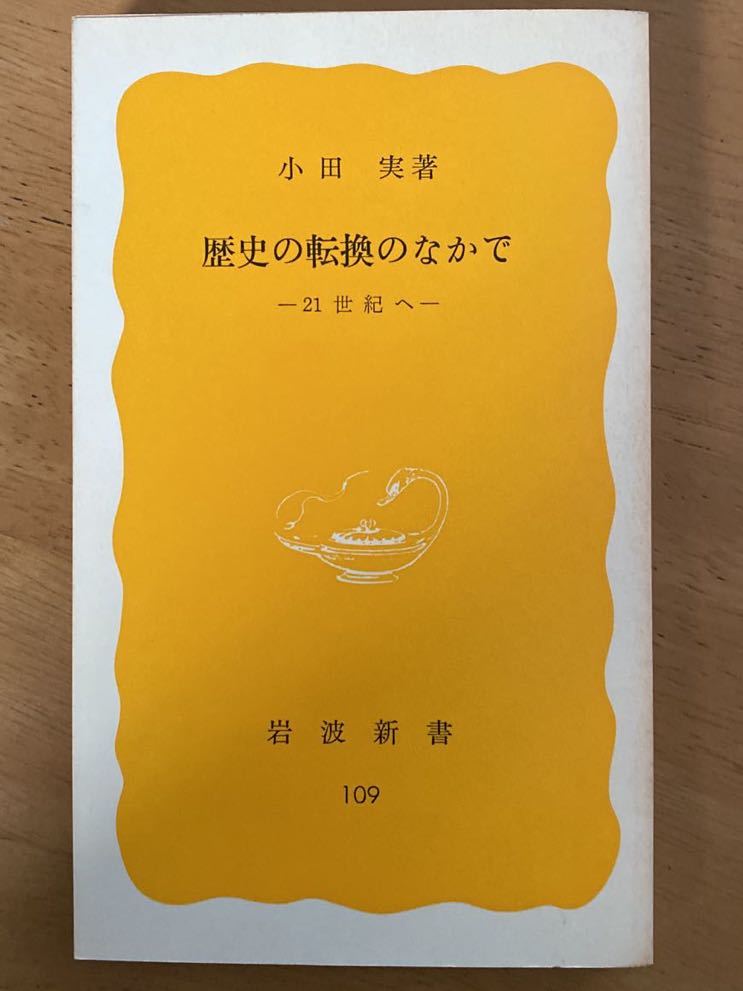 小田 実著
歴史の転換のなかで
―21世紀へ―
岩波新書
109